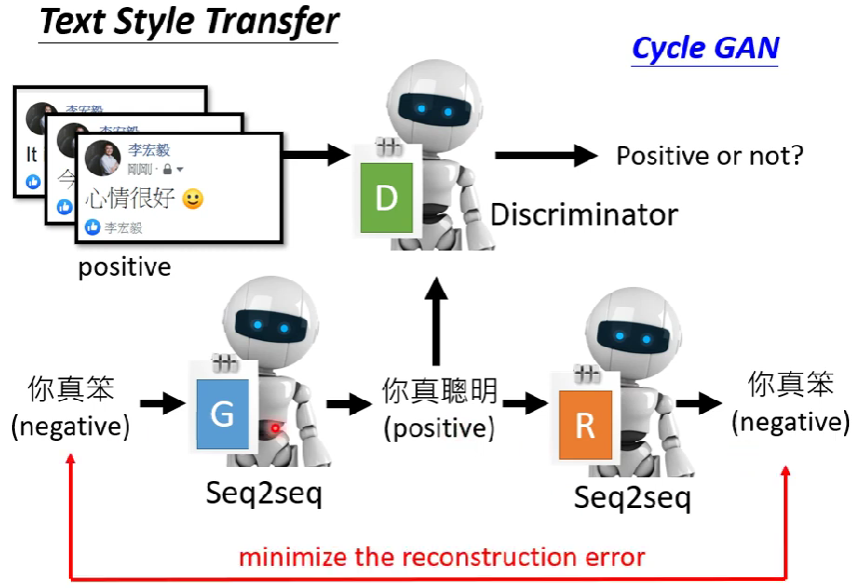 Text Style Transfer
Cycle GAN
李宏毅
It
李宏毅
今
李宏毅
剛剛
心情很好
李宏毅
positive
D
Positive or not?
Discriminator
你真笨
(negative)
G
Seq2seq
你真聰明
(positive)
R
Seq2seq
你真笨
(negative)
minimize the reconstruction error